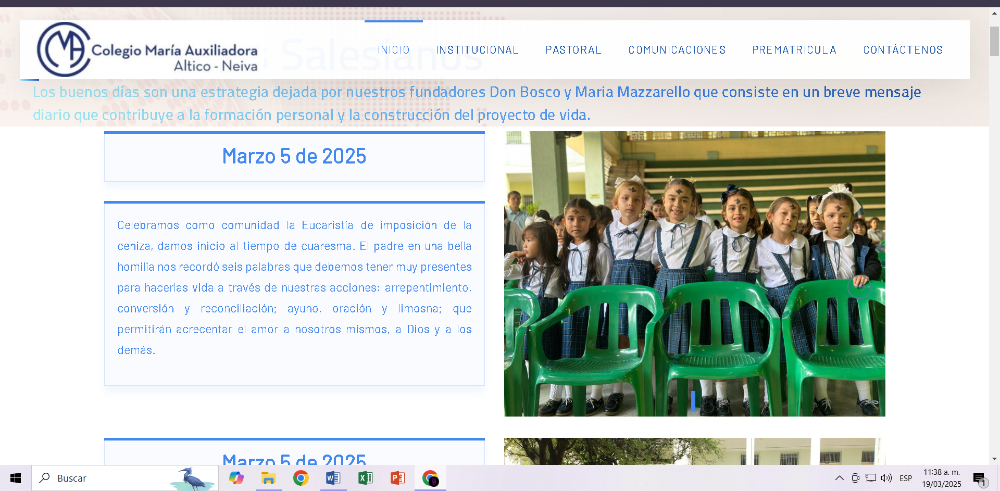 Colegio María Auxiliadora
Altico - Neiva
Salesianos
INICIO
INSTITUCIONAL
PASTORAL
COMUNICACIONES
PREMATRICULA
CONTÁCTENOS
Los buenos días son una estrategia dejada por nuestros fundadores Don Bosco y Maria Mazzarello que consiste en un breve mensaje
diario que contribuye a la formación personal y la construcción del proyecto de vida.
Marzo 5 de 2025
Celebramos como comunidad la Eucaristía de imposición de la
ceniza, damos inicio al tiempo de cuaresma. El padre en una bella
homilía nos recordó seis palabras que debemos tener muy presentes
para hacerlas vida a través de nuestras acciones: arrepentimiento,
conversión y reconciliación; ayuno, oración y limosna; que
permitirán acrecentar el amor a nosotros mismos, a Dios y a los
demás.
Marzo 5 de 2025
Buscar
ESP
11:38 a. m.
19/03/2025
1